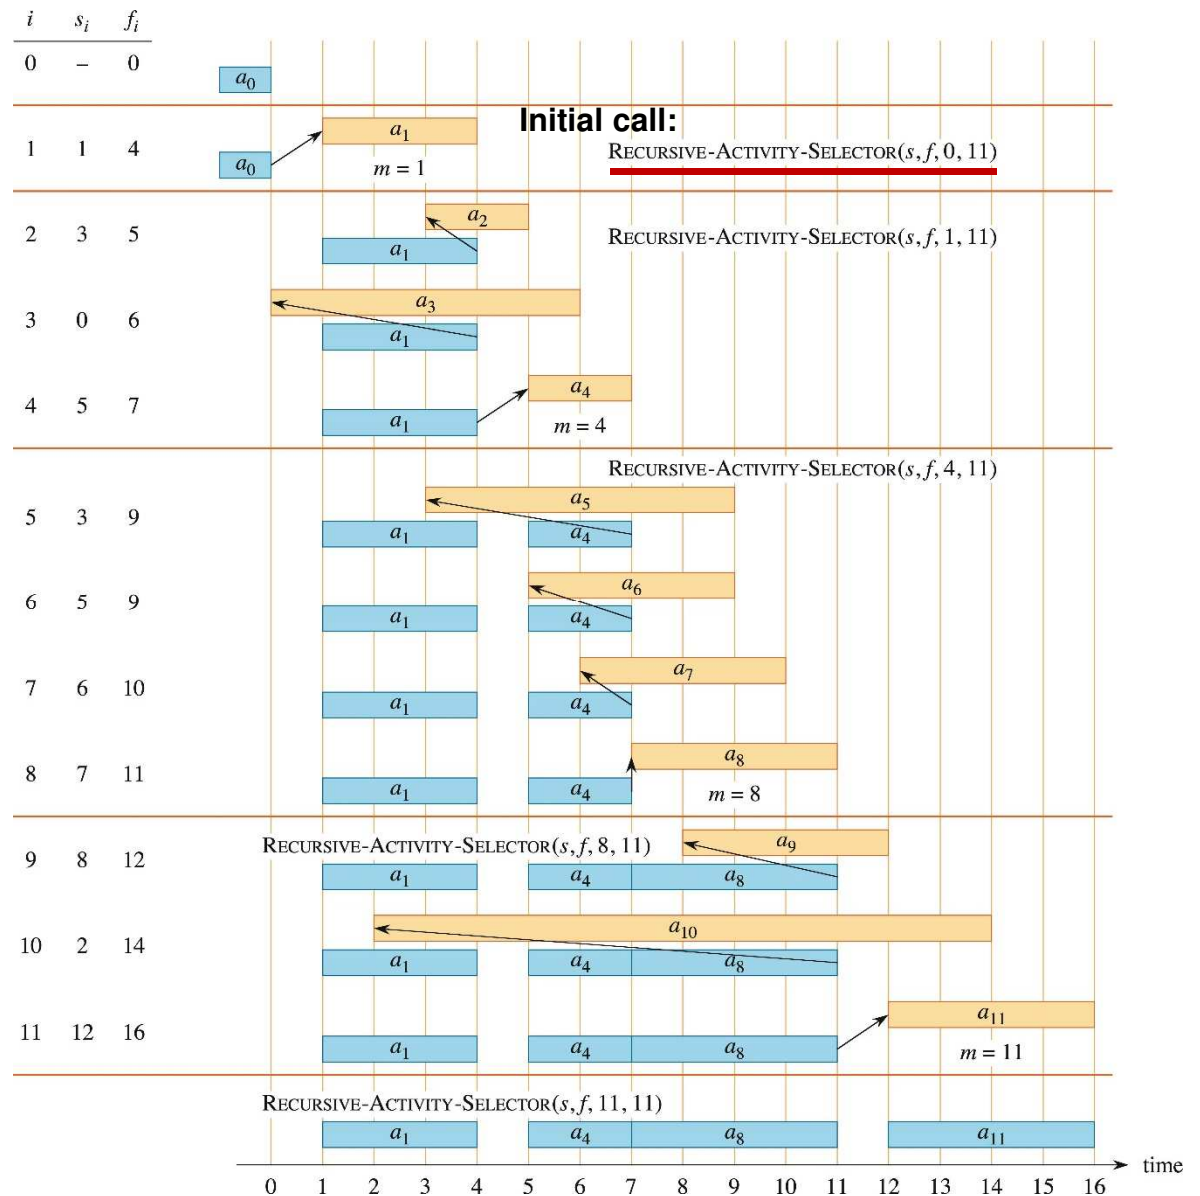 i s_i f_i
0 – 0
a_0
Initial call:
a_1
1 1 4
RECURSIVE-ACTIVITY-SELECTOR(s, f, 0, 11)
a_0 m = 1
a_2
2 3 5
RECURSIVE-ACTIVITY-SELECTOR(s, f, 1, 11)
a_1
a_3
3 0 6
a_1
a_4
4 5 7
a_1 m = 4
RECURSIVE-ACTIVITY-SELECTOR(s, f, 4, 11)
a_5
5 3 9
a_1 a_4
a_6
6 5 9
a_1 a_4
a_7
7 6 10
a_1 a_4
a_8
8 7 11
a_1 a_4 m = 8
RECURSIVE-ACTIVITY-SELECTOR(s, f, 8, 11) a_9
9 8 12
a_1 a_4 a_8
a_10
10 2 14
a_1 a_4 a_8
a_11
11 12 16
a_1 a_4 a_8 m = 11
RECURSIVE-ACTIVITY-SELECTOR(s, f, 11, 11)
a_1 a_4 a_8 a_11
time
0 1 2 3 4 5 6 7 8 9 10 11 12 13 14 15 16